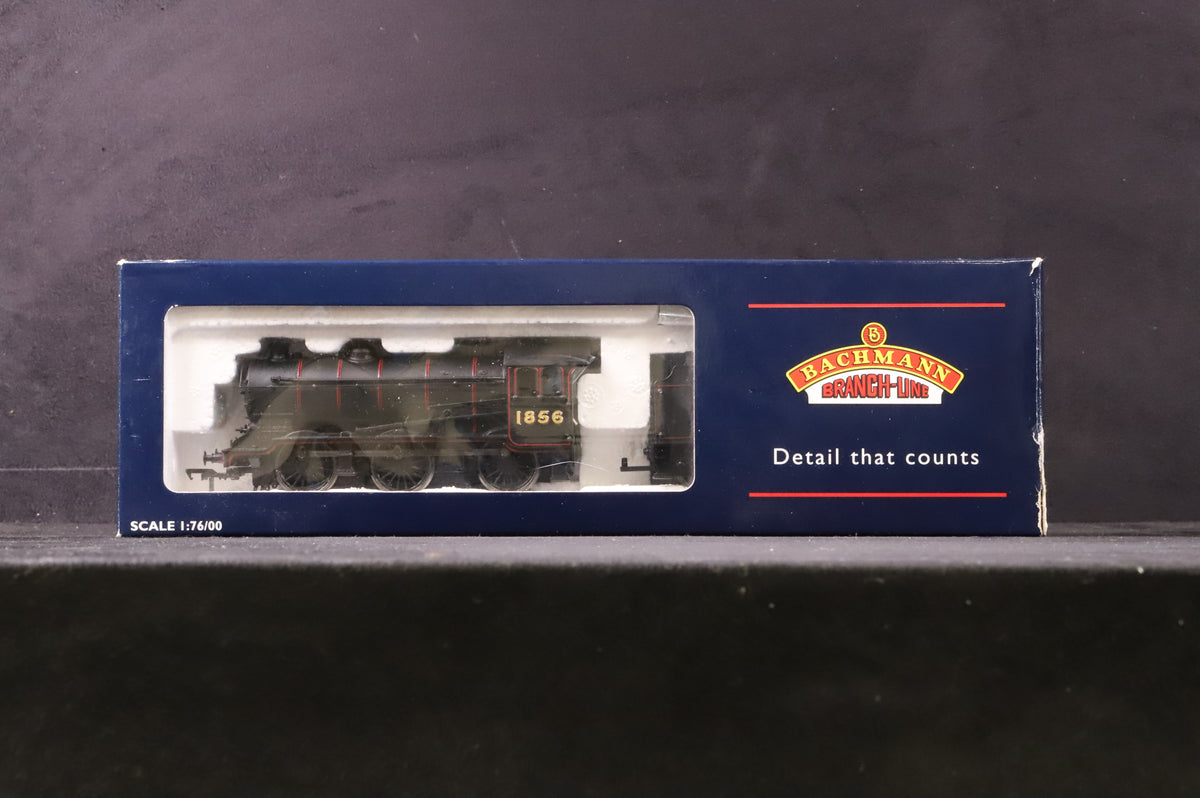 B
BACHMANN
BRANCH-LINE
1856
Detail that counts
SCALE 1:76/00